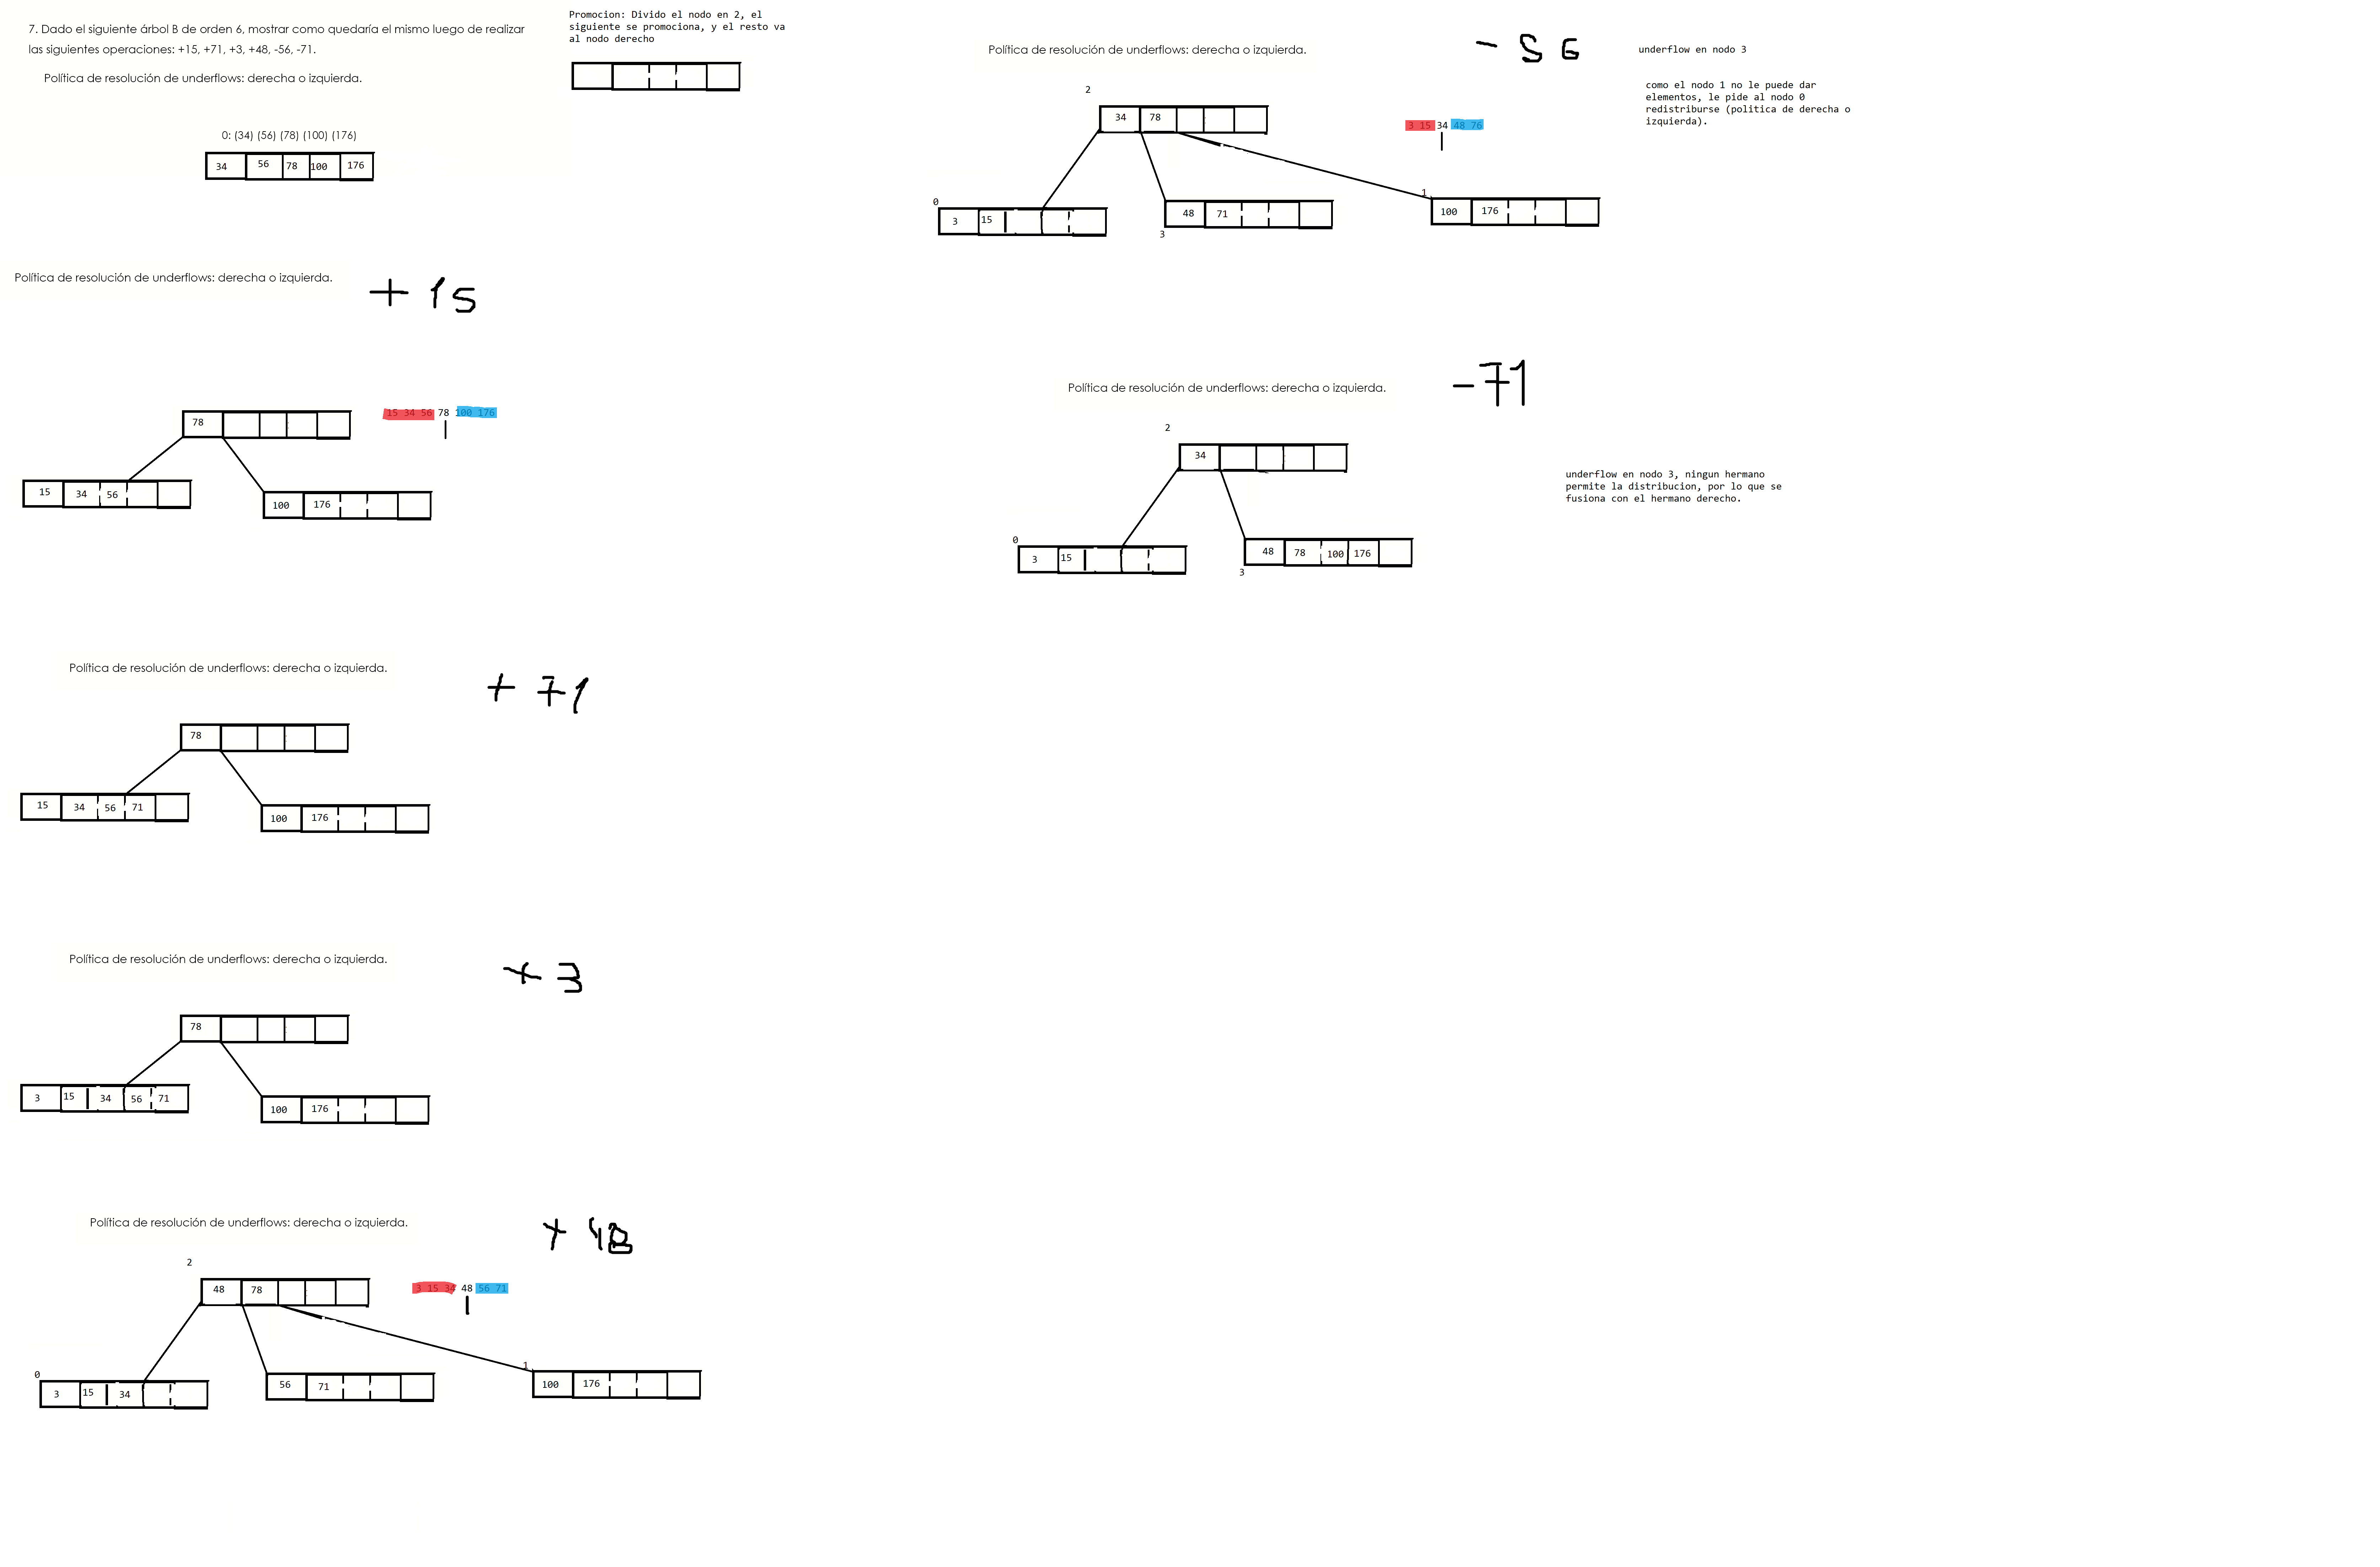 7. Dado el siguiente árbol B de orden 6, mostrar como quedaría el mismo luego de realizar
las siguientes operaciones: +15, +71, +3, +48, -56, -71.
Política de resolución de underflows: derecha o izquierda.
0: (34) (56) (78) (100) (176)
34 56 78 100 176
Promocion: Divido el nodo en 2, el
siguiente se promociona, y el resto va
al nodo derecho
Política de resolución de underflows: derecha o izquierda.
+ 15
78
15 34 56 78 100 176
15 34 56
100 176
Política de resolución de underflows: derecha o izquierda.
+ 71
78
15 34 56 71
100 176
Política de resolución de underflows: derecha o izquierda.
+ 3
78
3 15 34 56 71
100 176
Política de resolución de underflows: derecha o izquierda.
+ 48
2
48 78
3 15 34 48 56 71
0
3 15 34
56 71
1
100 176
Política de resolución de underflows: derecha o izquierda.
- 56
underflow en nodo 3
como el nodo 1 no le puede dar
elementos, le pide al nodo 0
redistriburse (politica de derecha o
izquierda).
2
34 78
3 15 34 48 76
0
3 15
48 71
3
1
100 176
Política de resolución de underflows: derecha o izquierda.
-71
2
34
underflow en nodo 3, ningun hermano
permite la distribucion, por lo que se
fusiona con el hermano derecho.
0
3 15
48 78 100 176
3